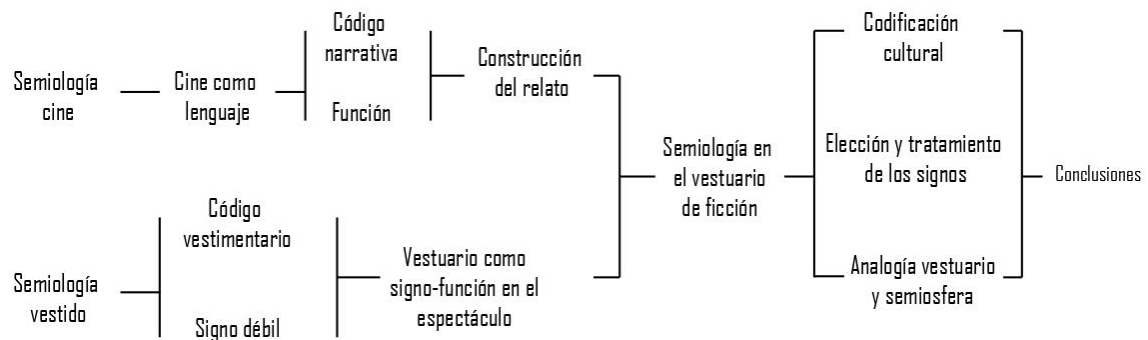 Semiología
cine
Cine como
lenguaje
Código
narrativa
Función
Construcción
del relato
Semiología
vestido
Código
vestimentario
Signo débil
Vestuario como
signo-función en el
espectáculo
Semiología en
el vestuario
de ficción
Codificación
cultural
Elección y tratamiento
de los signos
Analogía vestuario
y semiosfera
Conclusiones